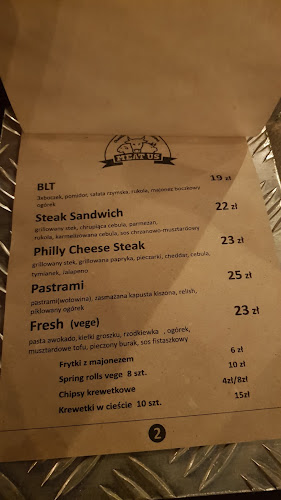 MEAT US
BLT 19 zł
3eboczek, pomidor, sałata rzymska, rukola, majonez boczkowy
ogórek
Steak Sandwich 22 zł
grillowany stek, chrupiąca cebula, parmezan,
rukola, karmelizowana cebula, sos chrzanowo-musztardowy
Philly Cheese Steak 23 zł
grillowany stek, grillowana papryka, pieczarki, cheddar, cebula,
tymianek, Jalapeno
Pastrami 25 zł
pastrami(wołowina), zasmażana kapusta kiszona, relish,
piklowany ogórek
Fresh (vege) 23 zł
pasta awokado, kiełki groszku, rzodkiewka , ogórek,
musztardowe tofu, pieczony burak, sos fistaszkowy
Frytki z majonezem 6 zł
Spring rolls vege 8 szt. 10 zł
Chipsy krewetkowe 4zł/8zł
Krewetki w cieście 10 szt. 15zł
2